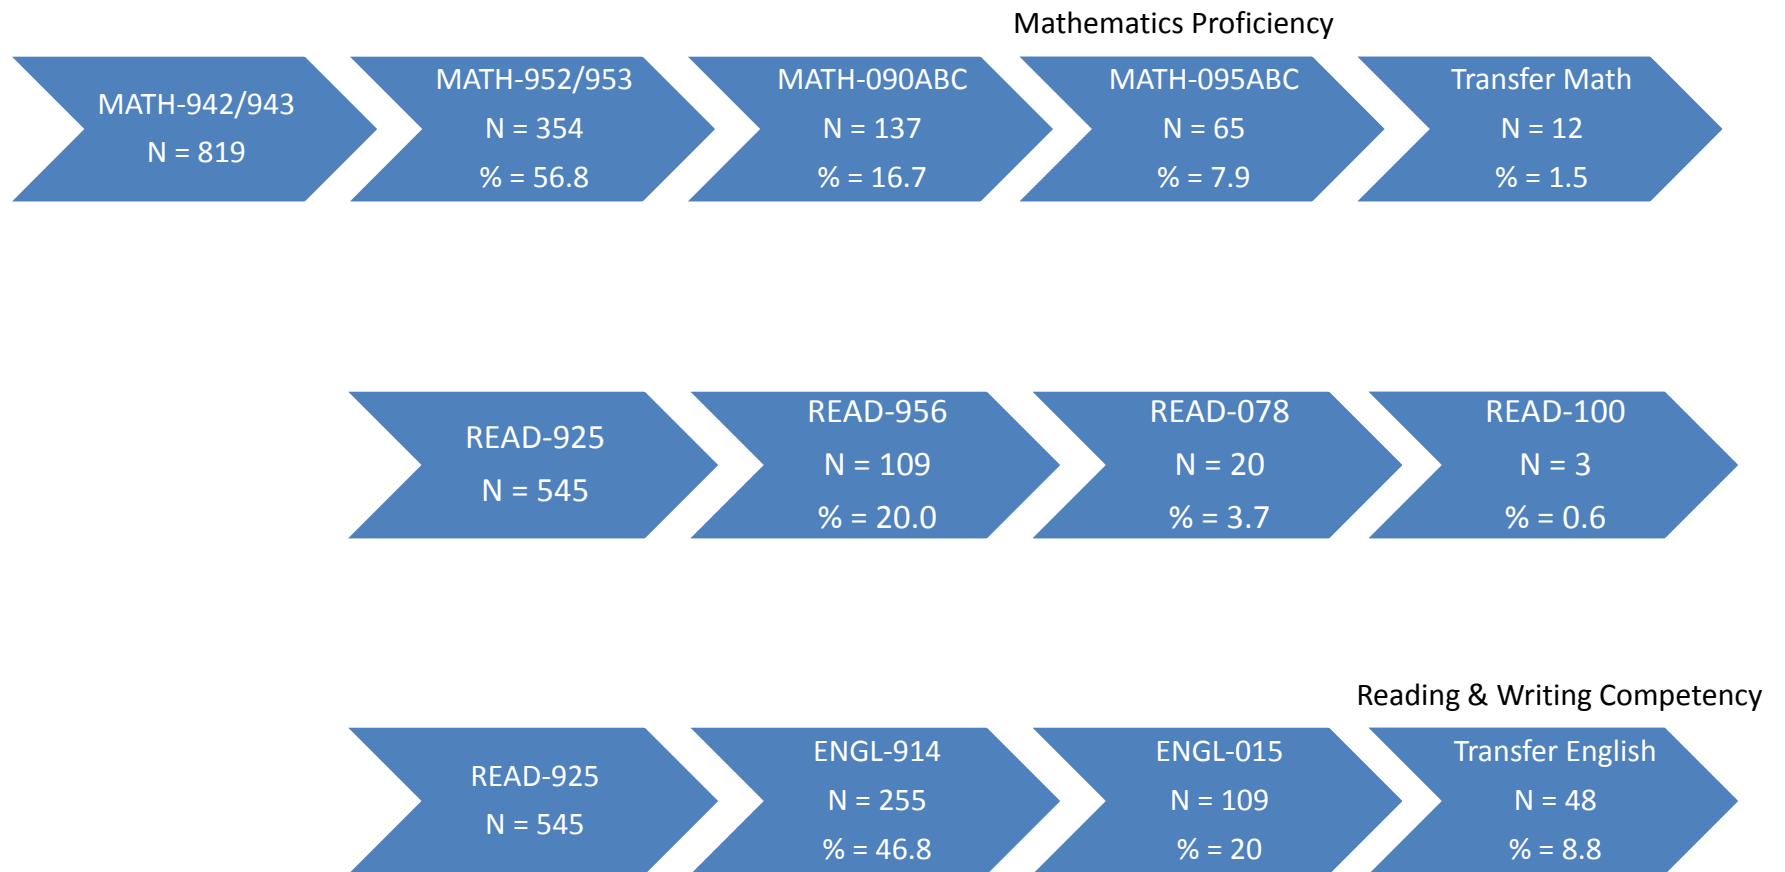 Mathematics Proficiency
MATH-942/943
N = 819
MATH-952/953
N = 354
% = 56.8
MATH-090ABC
N = 137
% = 16.7
MATH-095ABC
N = 65
% = 7.9
Transfer Math
N = 12
% = 1.5
READ-925
N = 545
READ-956
N = 109
% = 20.0
READ-078
N = 20
% = 3.7
READ-100
N = 3
% = 0.6
Reading & Writing Competency
READ-925
N = 545
ENGL-914
N = 255
% = 46.8
ENGL-015
N = 109
% = 20
Transfer English
N = 48
% = 8.8